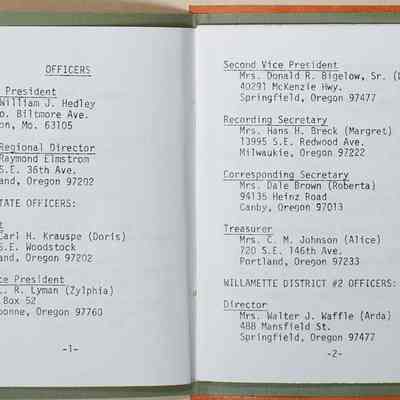 OFFICERS
President
William J. Hedley
o. Biltmore Ave.
on, Mo. 63105
Regional Director
Raymond Elmstrom
S.E. 36th Ave.
and, Oregon 97202
TATE OFFICERS:
t
Carl H. Krauspe (Doris)
S.E. Woodstock
and, Oregon 97202
ce President
L. R. Lyman (Zylphia)
Box 52
bonne, Oregon 97760
-1-
Second Vice President
Mrs. Donald R. Bigelow, Sr. (
40291 McKenzie Hwy.
Springfield, Oregon 97477
Recording Secretary
Mrs. Hans H. Breck (Margret)
13995 S.E. Redwood Ave.
Milwaukie, Oregon 97222
Corresponding Secretary
Mrs. Dale Brown (Roberta)
94135 Heinz Road
Canby, Oregon 97013
Treasurer
Mrs. C. M. Johnson (Alice)
720 S.E. 146th Ave.
Portland, Oregon 97233
WILLAMETTE DISTRICT #2 OFFICERS:
Director
Mrs. Walter J. Waffle (Arda)
488 Mansfield St.
Springfield, Oregon 97477
-2-